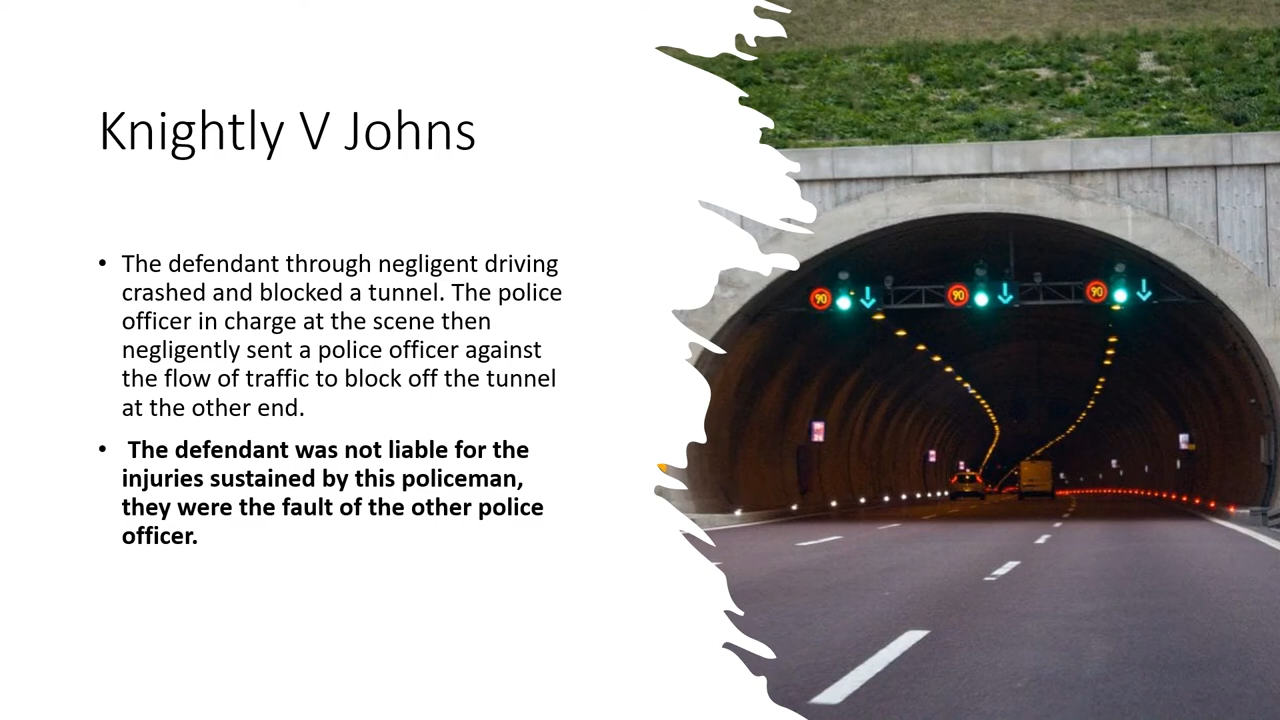 Knightly V Johns
• The defendant through negligent driving
crashed and blocked a tunnel. The police
officer in charge at the scene then
negligently sent a police officer against
the flow of traffic to block off the tunnel
at the other end.
• The defendant was not liable for the
injuries sustained by this policeman,
they were the fault of the other police
officer.
90 90 90